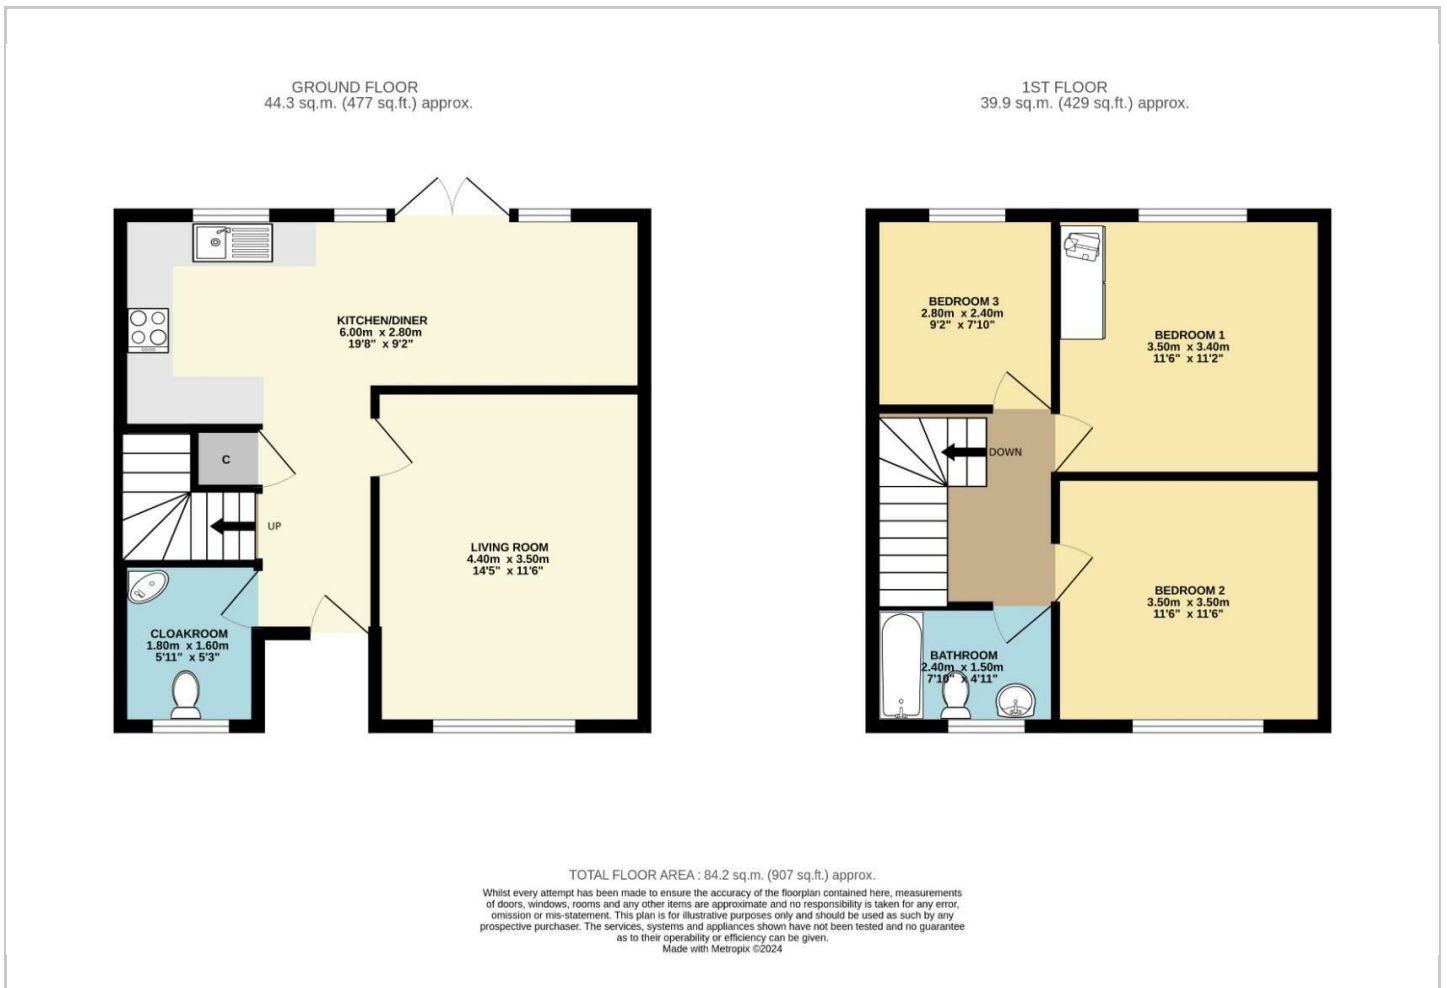 GROUND FLOOR
44.3 sq.m. (477 sq.ft.) approx.
1ST FLOOR
39.9 sq.m. (429 sq.ft.) approx.
KITCHEN/DINER
6.00m x 2.80m
19'8" x 9'2"
C
UP
LIVING ROOM
4.40m x 3.50m
14'5" x 11'6"
CLOAKROOM
1.80m x 1.60m
5'11" x 5'3"
BEDROOM 3
2.80m x 2.40m
9'2" x 7'10"
BEDROOM 1
3.50m x 3.40m
11'6" x 11'2"
DOWN
BEDROOM 2
3.50m x 3.50m
11'6" x 11'6"
BATHROOM
2.40m x 1.50m
7'10" x 4'11"
TOTAL FLOOR AREA : 84.2 sq.m. (907 sq.ft.) approx.
Whilst every attempt has been made to ensure the accuracy of the floorplan contained here, measurements
of doors, windows, rooms and any other items are approximate and no responsibility is taken for any error,
omission or mis-statement. This plan is for illustrative purposes only and should be used as such by any
prospective purchaser. The services, systems and appliances shown have not been tested and no guarantee
as to their operability or efficiency can be given.
Made with Metropix ©2024